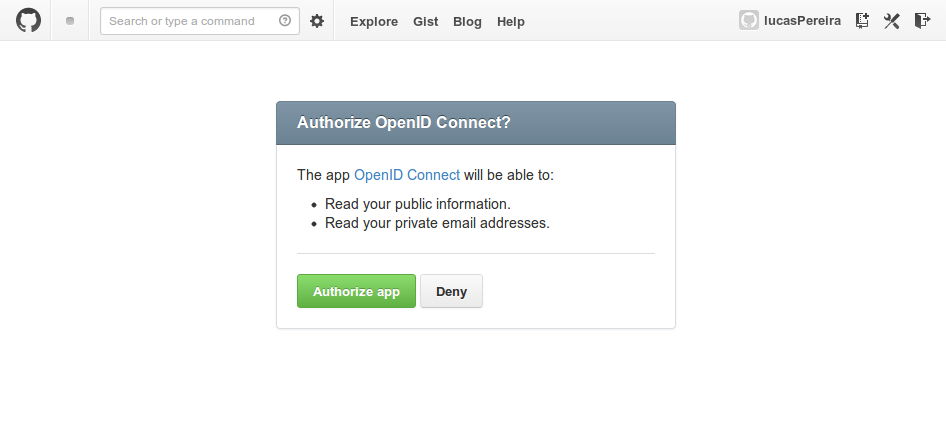 Search or type a command
Explore Gist Blog Help
lucasPereira
Authorize OpenID Connect?
The app OpenID Connect will be able to:
• Read your public information.
• Read your private email addresses.
Authorize app Deny